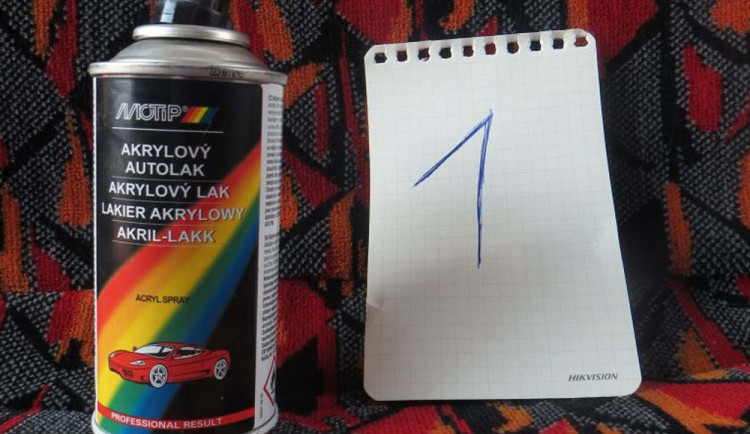 MOTIP
AKRYLOVÝ
AUTOLAK
AKRYLOVÝ LAK
LAKIER AKRYLOWY
AKRIL-LAKK
ACRYL SPRAY
PROFESSIONAL RESULT
1
HIKVISION